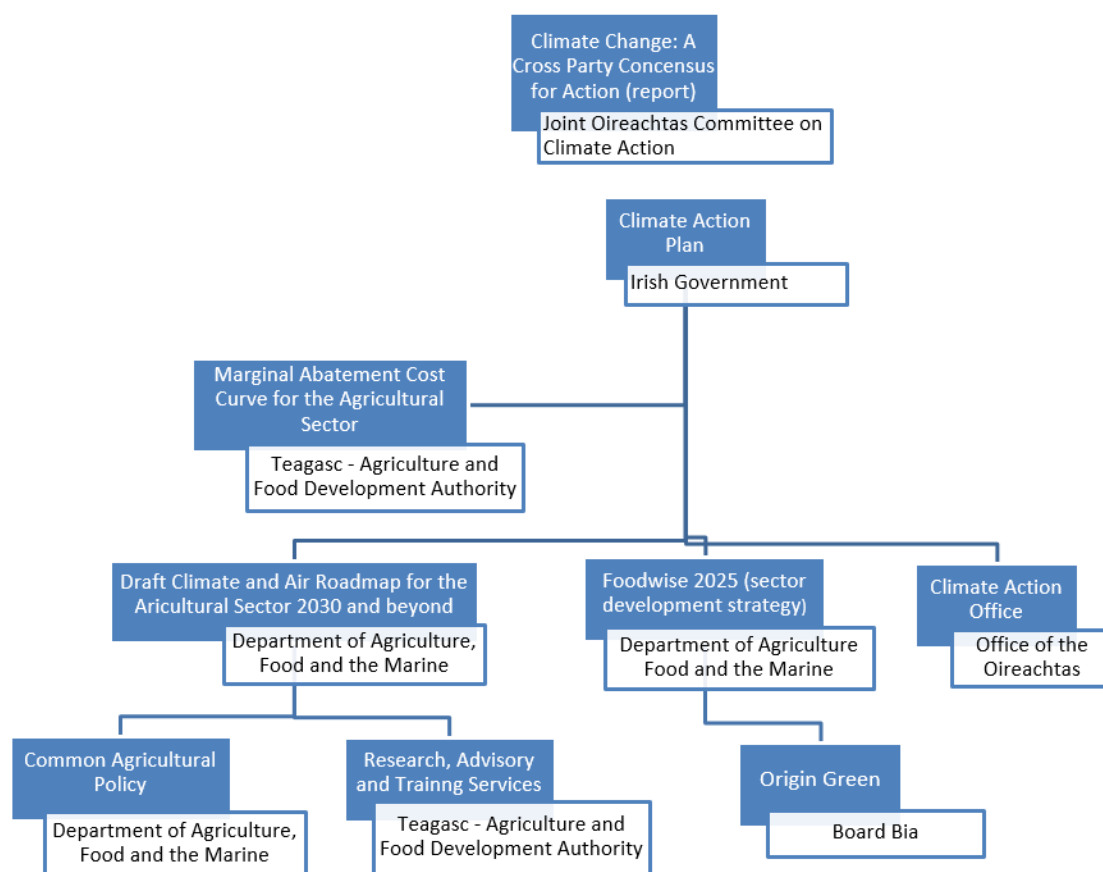 Climate Change: A
Cross Party Concensus
for Action (report)
Joint Oireachtas Committee on
Climate Action
Climate Action
Plan
Irish Government
Marginal Abatement Cost
Curve for the Agricultural
Sector
Teagasc - Agriculture and
Food Development Authority
Draft Climate and Air Roadmap for the
Aricultural Sector 2030 and beyond
Department of Agriculture,
Food and the Marine
Foodwise 2025 (sector
development strategy)
Department of Agriculture
Food and the Marine
Climate Action
Office
Office of the
Oireachtas
Common Agricultural
Policy
Department of Agriculture,
Food and the Marine
Research, Advisory
and Trainng Services
Teagasc - Agriculture and
Food Development Authority
Origin Green
Board Bia